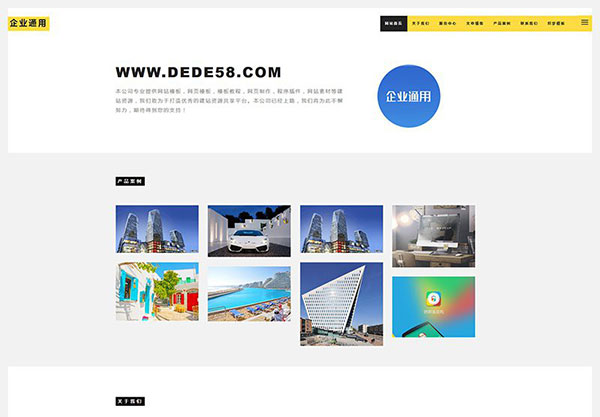 企业通用
网站首页 关于我们 新闻中心 文章模板 产品案例 联系我们 织梦模板
WWW.DEDE58.COM
本公司专业提供网站模板，网页模板，模板教程，网页制作，程序插件，网站素材等建
站资源，我们致力于打造优秀的建站资源共享平台。本公司已经上路，我们将为此不懈
努力，期待得到您的支持！
企业通用
产品案例
关于我们